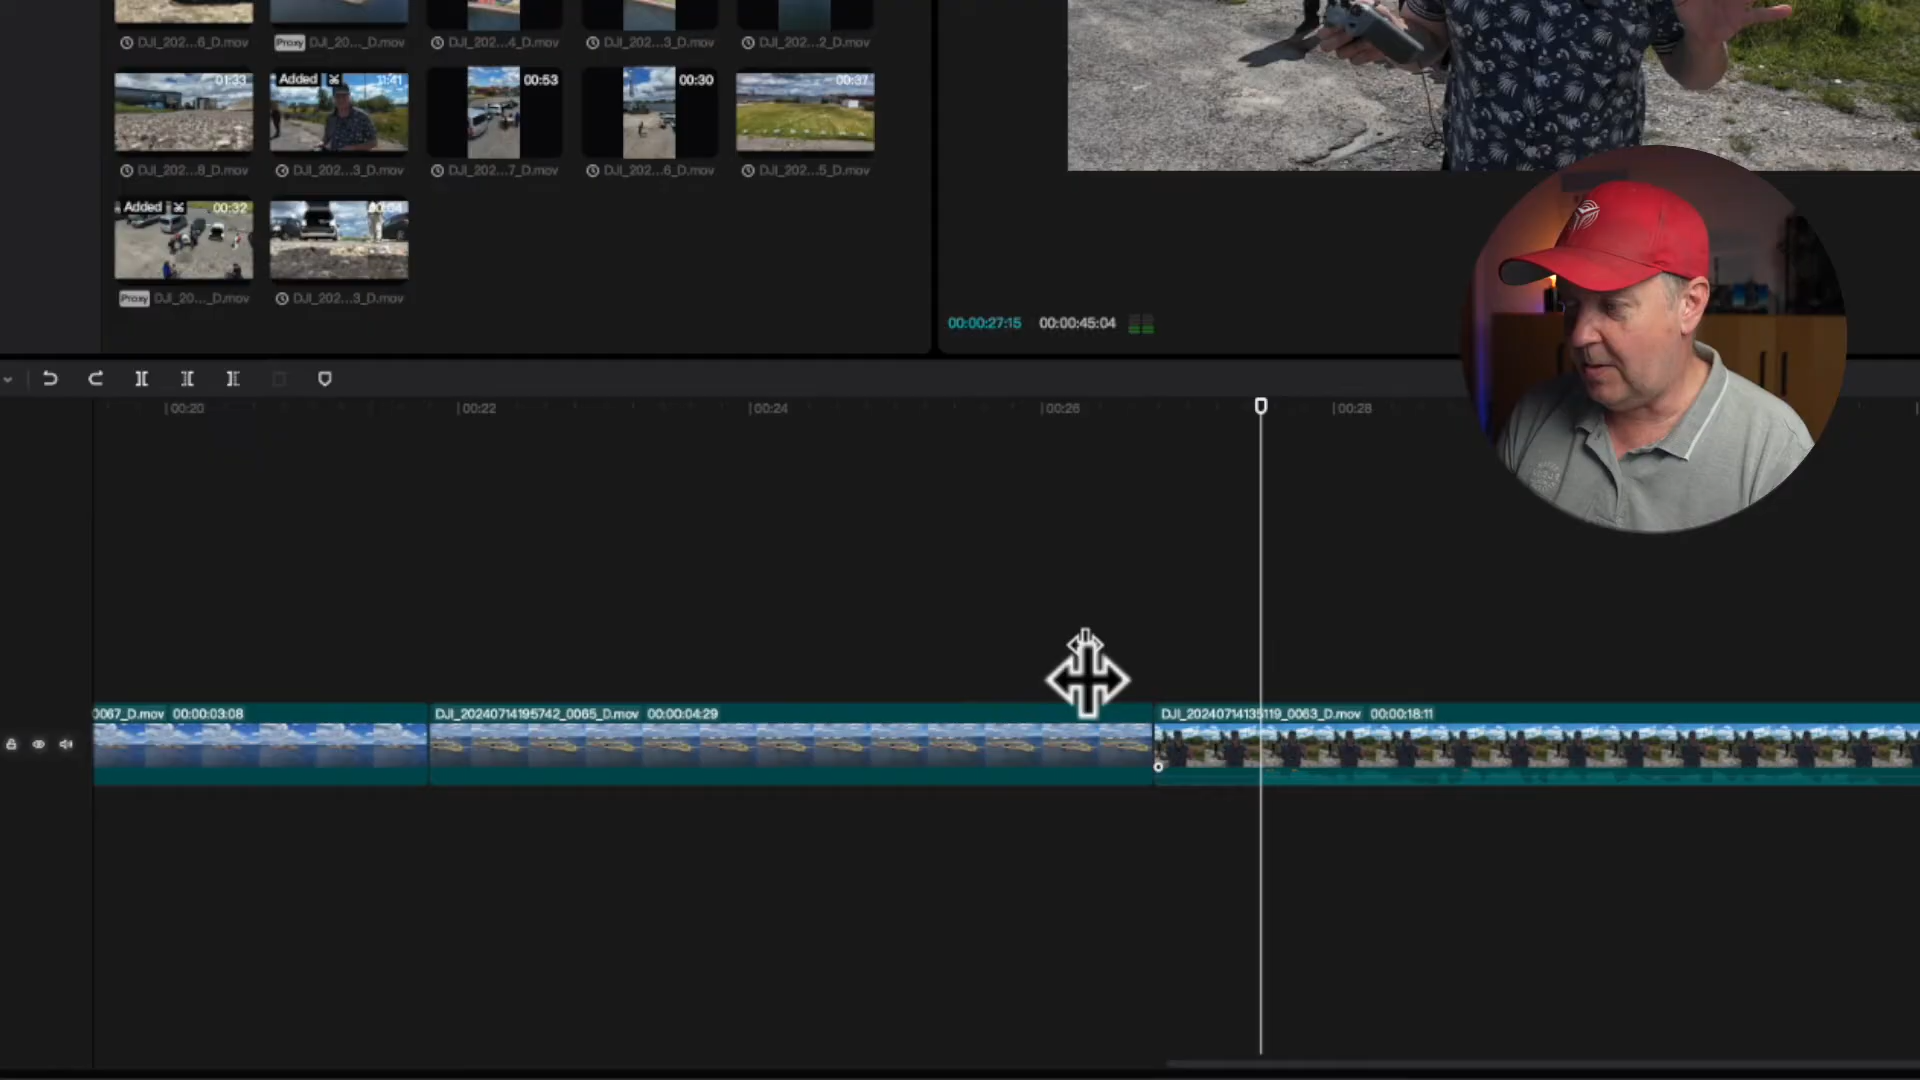 DJI_202...6_D.mov
Proxy DJI_20..._D.mov
DJI_202...4_D.mov
DJI_202...3_D.mov
DJI_202...2_D.mov
01:33
Added
11:41
00:53
00:30
00:37
DJI_202...8_D.mov
DJI_202...3_D.mov
DJI_202...7_D.mov
DJI_202...6_D.mov
DJI_202...5_D.mov
Added
00:32
Proxy DJI_20..._D.mov
DJI_202...3_D.mov
00:00:27:15
00:00:45:04
00:20
00:22
00:24
00:26
00:28
0067_D.mov 00:00:03:08
DJI_20240714195742_0065_D.mov 00:00:04:29
DJI_20240714135119_0063_D.mov 00:00:18:11